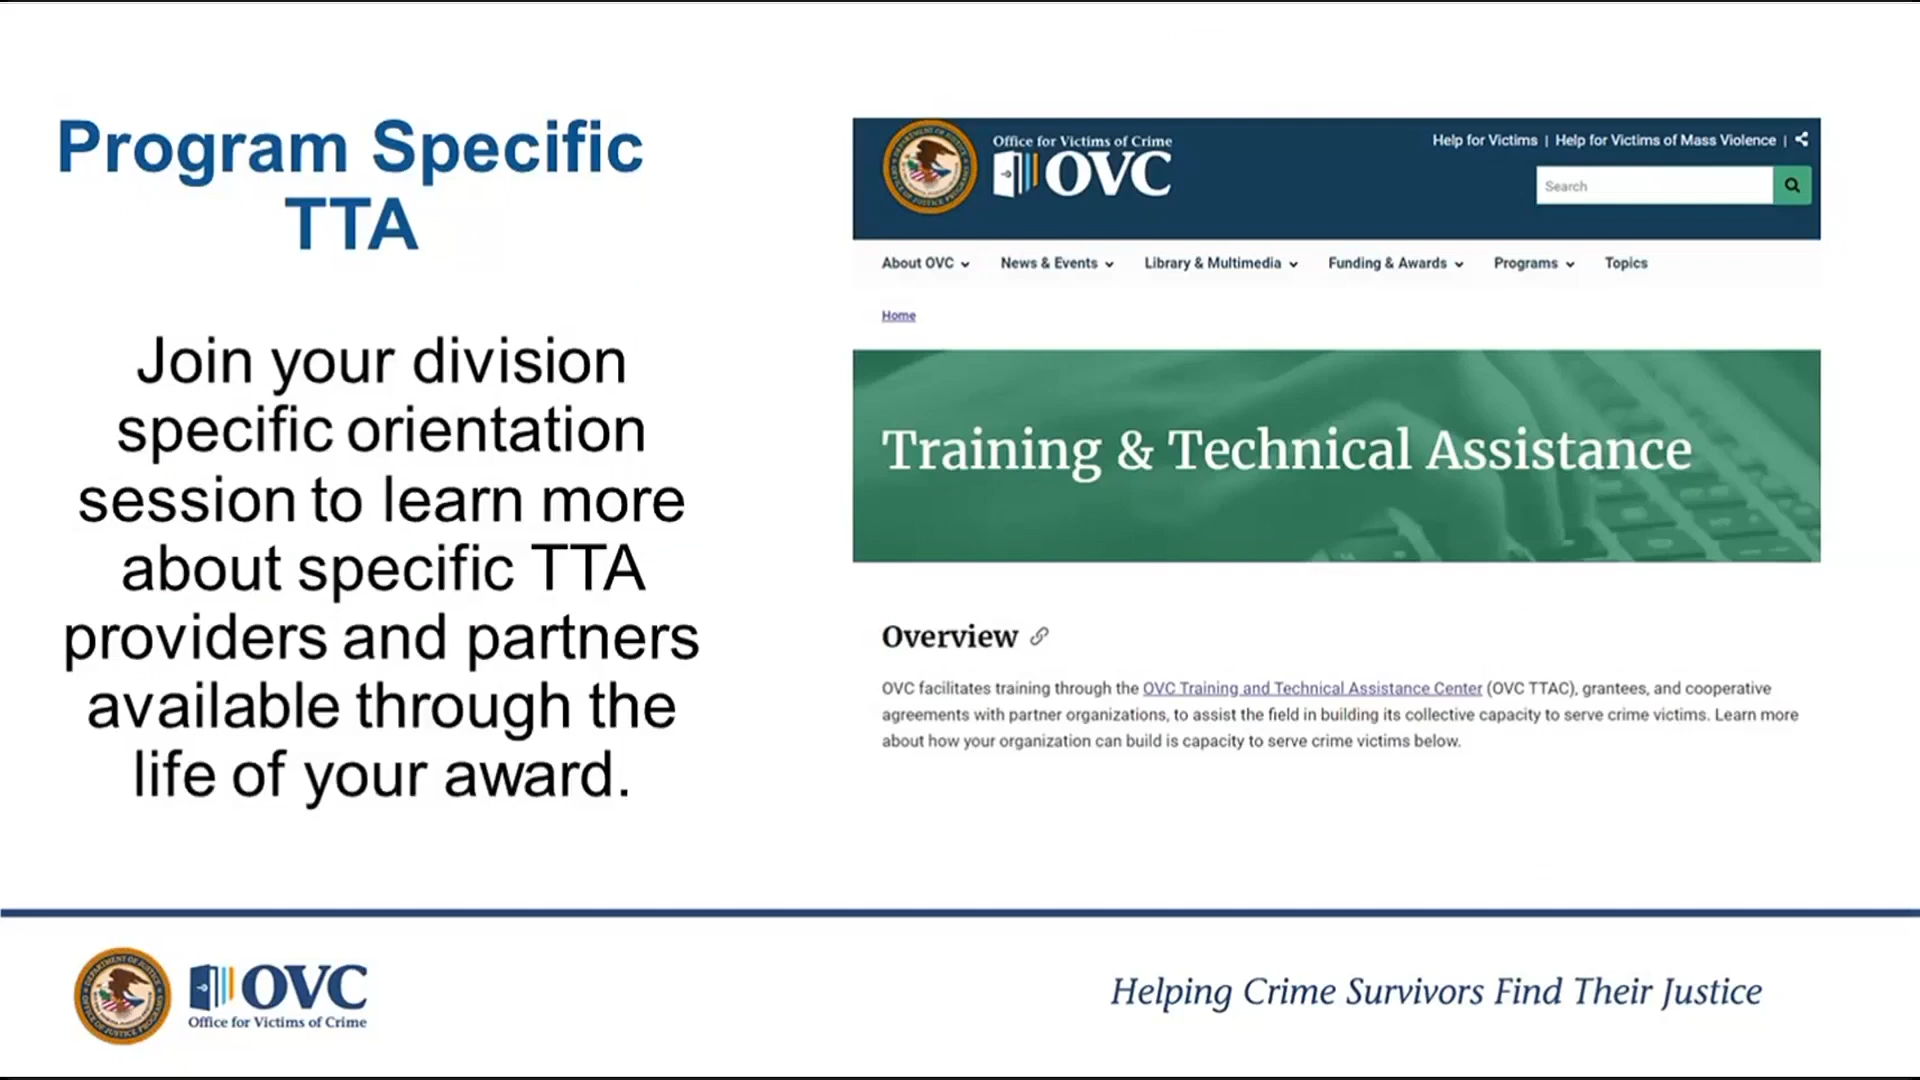 Program Specific
TTA
Join your division
specific orientation
session to learn more
about specific TTA
providers and partners
available through the
life of your award.
Office for Victims of Crime
OVC
Help for Victims | Help for Victims of Mass Violence |
Search
About OVC News & Events Library & Multimedia Funding & Awards Programs Topics
Home
Training & Technical Assistance
Overview
OVC facilitates training through the OVC Training and Technical Assistance Center (OVC TTAC), grantees, and cooperative
agreements with partner organizations, to assist the field in building its collective capacity to serve crime victims. Learn more
about how your organization can build is capacity to serve crime victims below.
OVC
Office for Victims of Crime
Helping Crime Survivors Find Their Justice